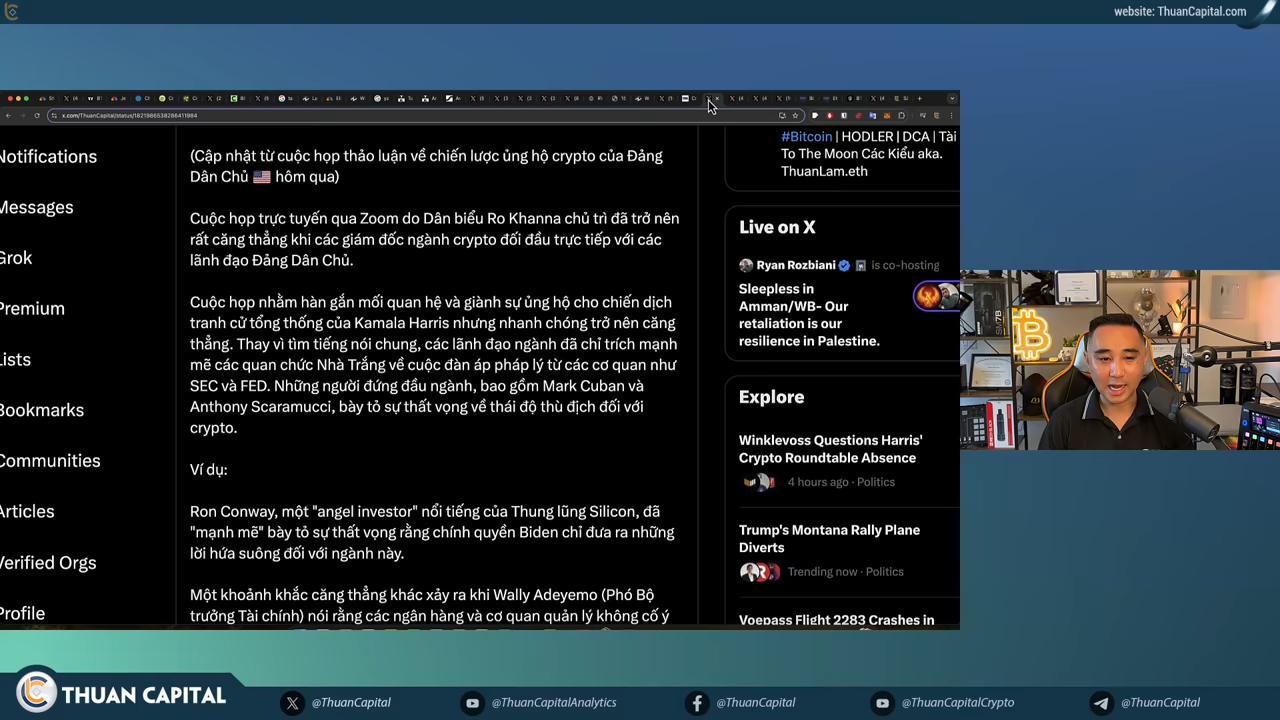 website: ThuanCapital.com
x.com/ThuanCapital/status/1821986538286411984
Notifications
Messages
Grok
Premium
Lists
Bookmarks
Communities
Articles
Verified Orgs
Profile
(Cập nhật từ cuộc họp thảo luận về chiến lược ủng hộ crypto của Đảng
Dân Chủ 🇺🇸 hôm qua)
Cuộc họp trực tuyến qua Zoom do Dân biểu Ro Khanna chủ trì đã trở nên
rất căng thẳng khi các giám đốc ngành crypto đối đầu trực tiếp với các
lãnh đạo Đảng Dân Chủ.
Cuộc họp nhằm hàn gắn mối quan hệ và giành sự ủng hộ cho chiến dịch
tranh cử tổng thống của Kamala Harris nhưng nhanh chóng trở nên căng
thẳng. Thay vì tìm tiếng nói chung, các lãnh đạo ngành đã chỉ trích mạnh
mẽ các quan chức Nhà Trắng về cuộc đàn áp pháp lý từ các cơ quan như
SEC và FED. Những người đứng đầu ngành, bao gồm Mark Cuban và
Anthony Scaramucci, bày tỏ sự thất vọng về thái độ thù địch đối với
crypto.
Ví dụ:
Ron Conway, một "angel investor" nổi tiếng của Thung lũng Silicon, đã
"mạnh mẽ" bày tỏ sự thất vọng rằng chính quyền Biden chỉ đưa ra những
lời hứa suông đối với ngành này.
Một khoảnh khắc căng thẳng khác xảy ra khi Wally Adeyemo (Phó Bộ
trưởng Tài chính) nói rằng các ngân hàng và cơ quan quản lý không cố ý
#Bitcoin | HODLER | DCA | Tài
To The Moon Các Kiểu aka.
ThuanLam.eth
Live on X
Ryan Rozbiani is co-hosting
Sleepless in
Amman/WB- Our
retaliation is our
resilience in Palestine.
Explore
Winklevoss Questions Harris'
Crypto Roundtable Absence
4 hours ago · Politics
Trump's Montana Rally Plane
Diverts
Trending now · Politics
Voepass Flight 2283 Crashes in
THUAN CAPITAL
@ThuanCapital
@ThuanCapitalAnalytics
@ThuanCapital
@ThuanCapitalCrypto
@ThuanCapital